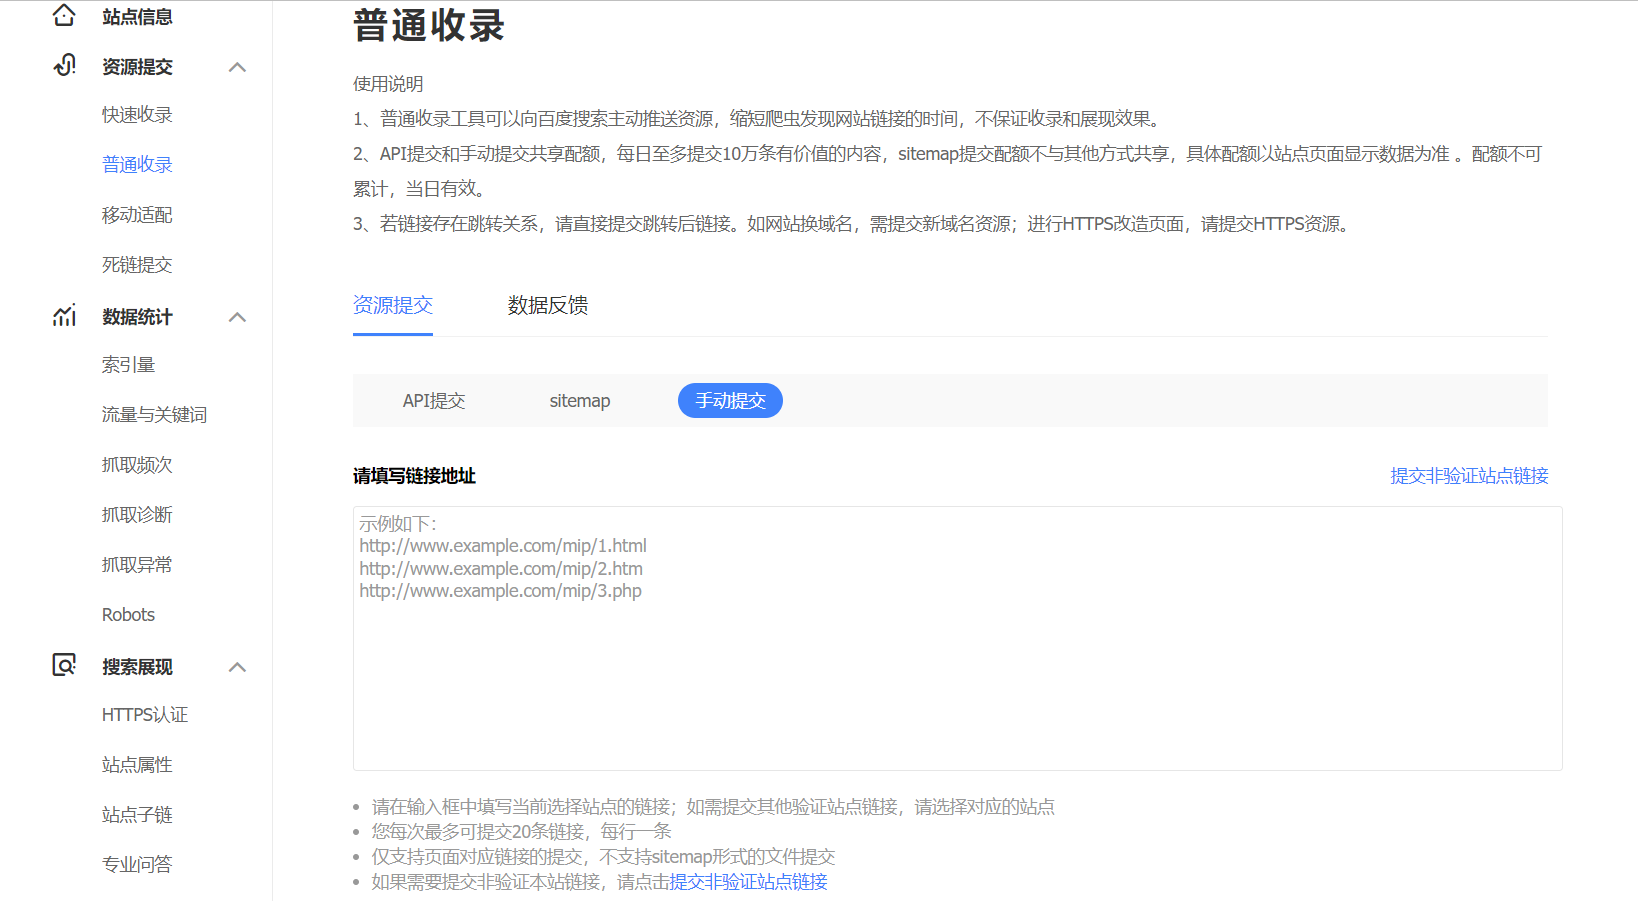 站点信息
资源提交
快速收录
普通收录
移动适配
死链提交
数据统计
索引量
流量与关键词
抓取频次
抓取诊断
抓取异常
Robots
搜索展现
HTTPS认证
站点属性
站点子链
专业问答
普通收录
使用说明
1、普通收录工具可以向百度搜索主动推送资源，缩短爬虫发现网站链接的时间，不保证收录和展现效果。
2、API提交和手动提交共享配额，每日至多提交10万条有价值的内容，sitemap提交配额不与其他方式共享，具体配额以站点页面显示数据为准 。配额不可
累计，当日有效。
3、若链接存在跳转关系，请直接提交跳转后链接。如网站换域名，需提交新域名资源；进行HTTPS改造页面，请提交HTTPS资源。
资源提交 数据反馈
API提交 sitemap 手动提交
请填写链接地址 提交非验证站点链接
示例如下：
http://www.example.com/mip/1.html
http://www.example.com/mip/2.htm
http://www.example.com/mip/3.php
请在输入框中填写当前选择站点的链接；如需提交其他验证站点链接，请选择对应的站点
您每次最多可提交20条链接，每行一条
仅支持页面对应链接的提交，不支持sitemap形式的文件提交
如果需要提交非验证本站链接，请点击提交非验证站点链接